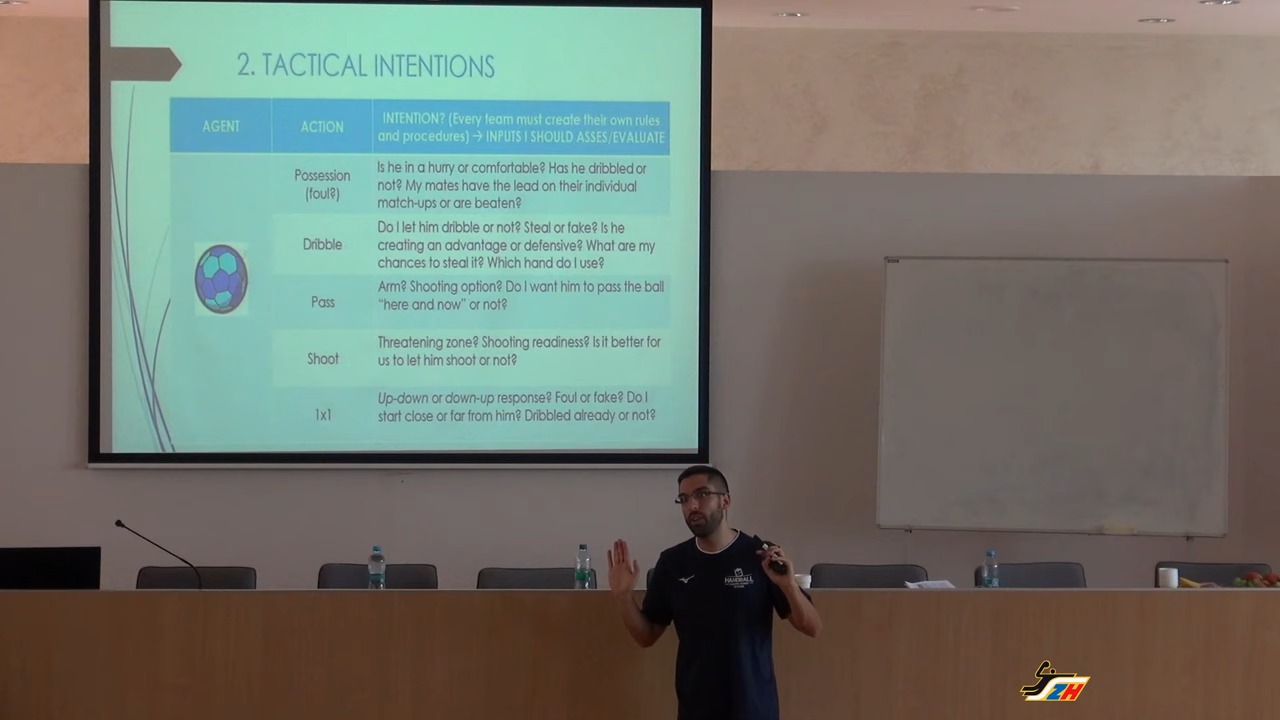 2. TACTICAL INTENTIONS
AGENT
ACTION
INTENTION? (Every team must create their own rules
and procedures) → INPUTS I SHOULD ASSES/EVALUATE
Possession
(foul?)
Is he in a hurry or comfortable? Has he dribbled or
not? My mates have the lead on their individual
match-ups or are beaten?
Dribble
Do I let him dribble or not? Steal or fake? Is he
creating an advantage or defensive? What are my
chances to steal it? Which hand do I use?
Pass
Arm? Shooting option? Do I want him to pass the ball
"here and now" or not?
Shoot
Threatening zone? Shooting readiness? Is it better for
us to let him shoot or not?
1x1
Up-down or down-up response? Foul or fake? Do I
start close or far from him? Dribbled already or not?
HANDBALL
ZH